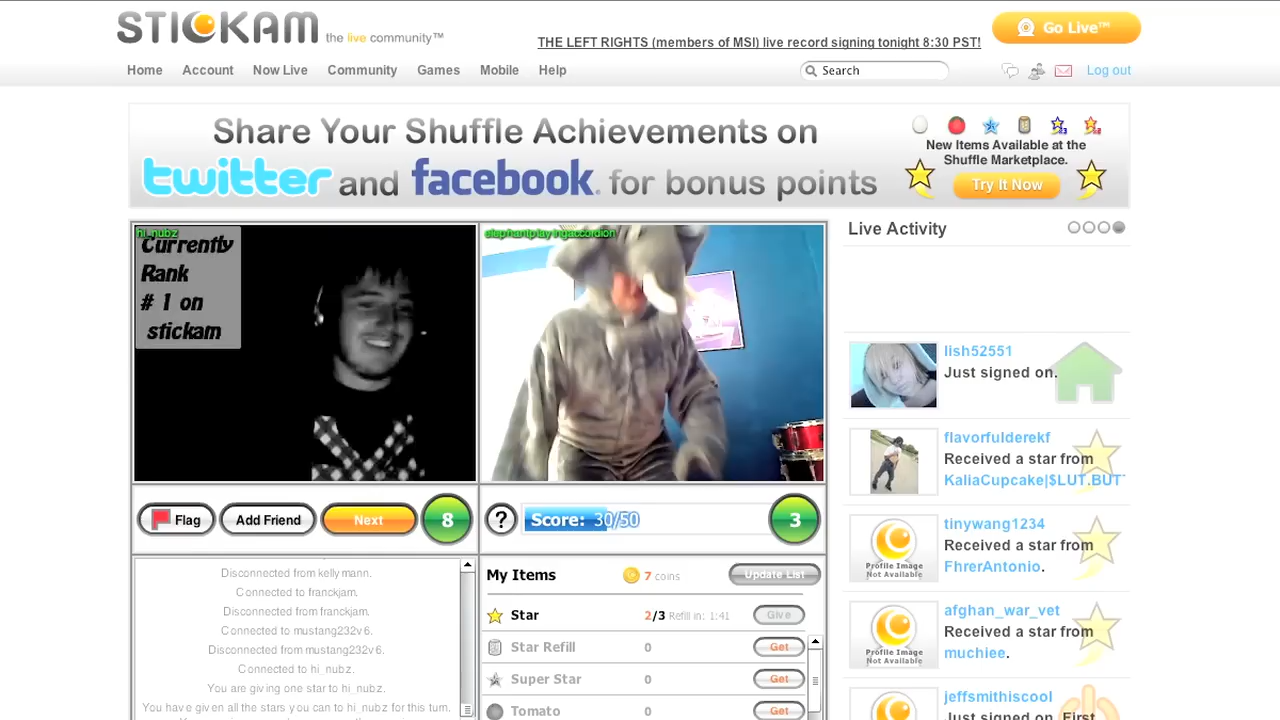 STICKAM the live community™
THE LEFT RIGHTS (members of MSI) live record signing tonight 8:30 PST!
Go Live™
Home Account Now Live Community Games Mobile Help
Search
Log out
Share Your Shuffle Achievements on
twitter and facebook. for bonus points
New Items Available at the
Shuffle Marketplace.
Try It Now
hi_nubz
Currently
Rank
# 1 on
stickam
elephantplayingaccordion
Flag
Add Friend
Next
8
?
Score: 30/50
3
Disconnected from kellymann.
Connected to franckjam.
Disconnected from franckjam.
Connected to mustang232v6.
Disconnected from mustang232v6.
Connected to hi_nubz.
You are giving one star to hi_nubz.
You have given all the stars you can to hi_nubz for this turn.
My Items
7 coins
Update List
Star 2/3 Refill in: 1:41 Give
Star Refill 0 Get
Super Star 0 Get
Tomato 0 Get
Live Activity
lish52551
Just signed on.
flavorfulderekf
Received a star from
KaliaCupcake|$LUT.BUT
Profile Image
Not Available
tinywang1234
Received a star from
FhrerAntonio.
Profile Image
Not Available
afghan_war_vet
Received a star from
muchiee.
jeffsmithiscool
Just signed on. First